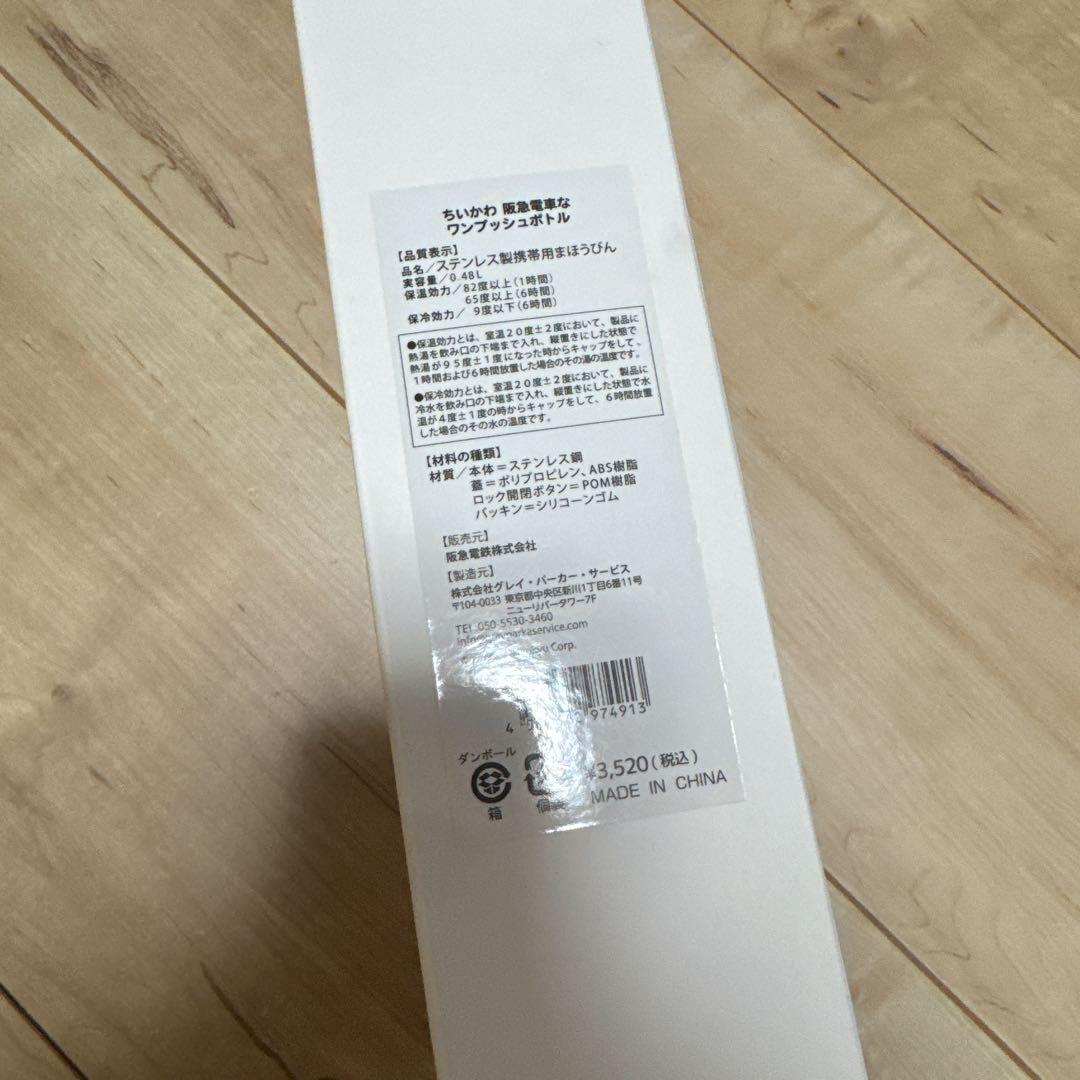 ちいかわ 阪急電車な
ワンプッシュボトル
【品質表示】
品名／ステンレス製携帯用まほうびん
実容量／0.48L
保温効力／82度以上（1時間）
65度以上（6時間）
保冷効力／ 9度以下（6時間）
●保温効力とは、室温20度±2度において、製品に
熱湯を飲み口の下端まで入れ、縦置きにした状態で
熱湯が95度±1度になった時からキャップをして、
1時間および6時間放置した場合のその湯の温度です。
●保冷効力とは、室温20度±2度において、製品に
冷水を飲み口の下端まで入れ、縦置きにした状態で水
温が4度±1度の時からキャップをして、6時間放置
した場合のその水の温度です。
【材料の種類】
材質／本体＝ステンレス鋼
蓋＝ポリプロピレン、ABS樹脂
ロック開閉ボタン＝POM樹脂
パッキン＝シリコーンゴム
【販売元】
阪急電鉄株式会社
【製造元】
株式会社グレイ・パーカー・サービス
〒104-0033 東京都中央区新川1丁目6番11号
ニューリバータワー7F
TEL 050-5530-3460
Corp.
4 974913
ダンボール
箱
¥3,520（税込）
MADE IN CHINA